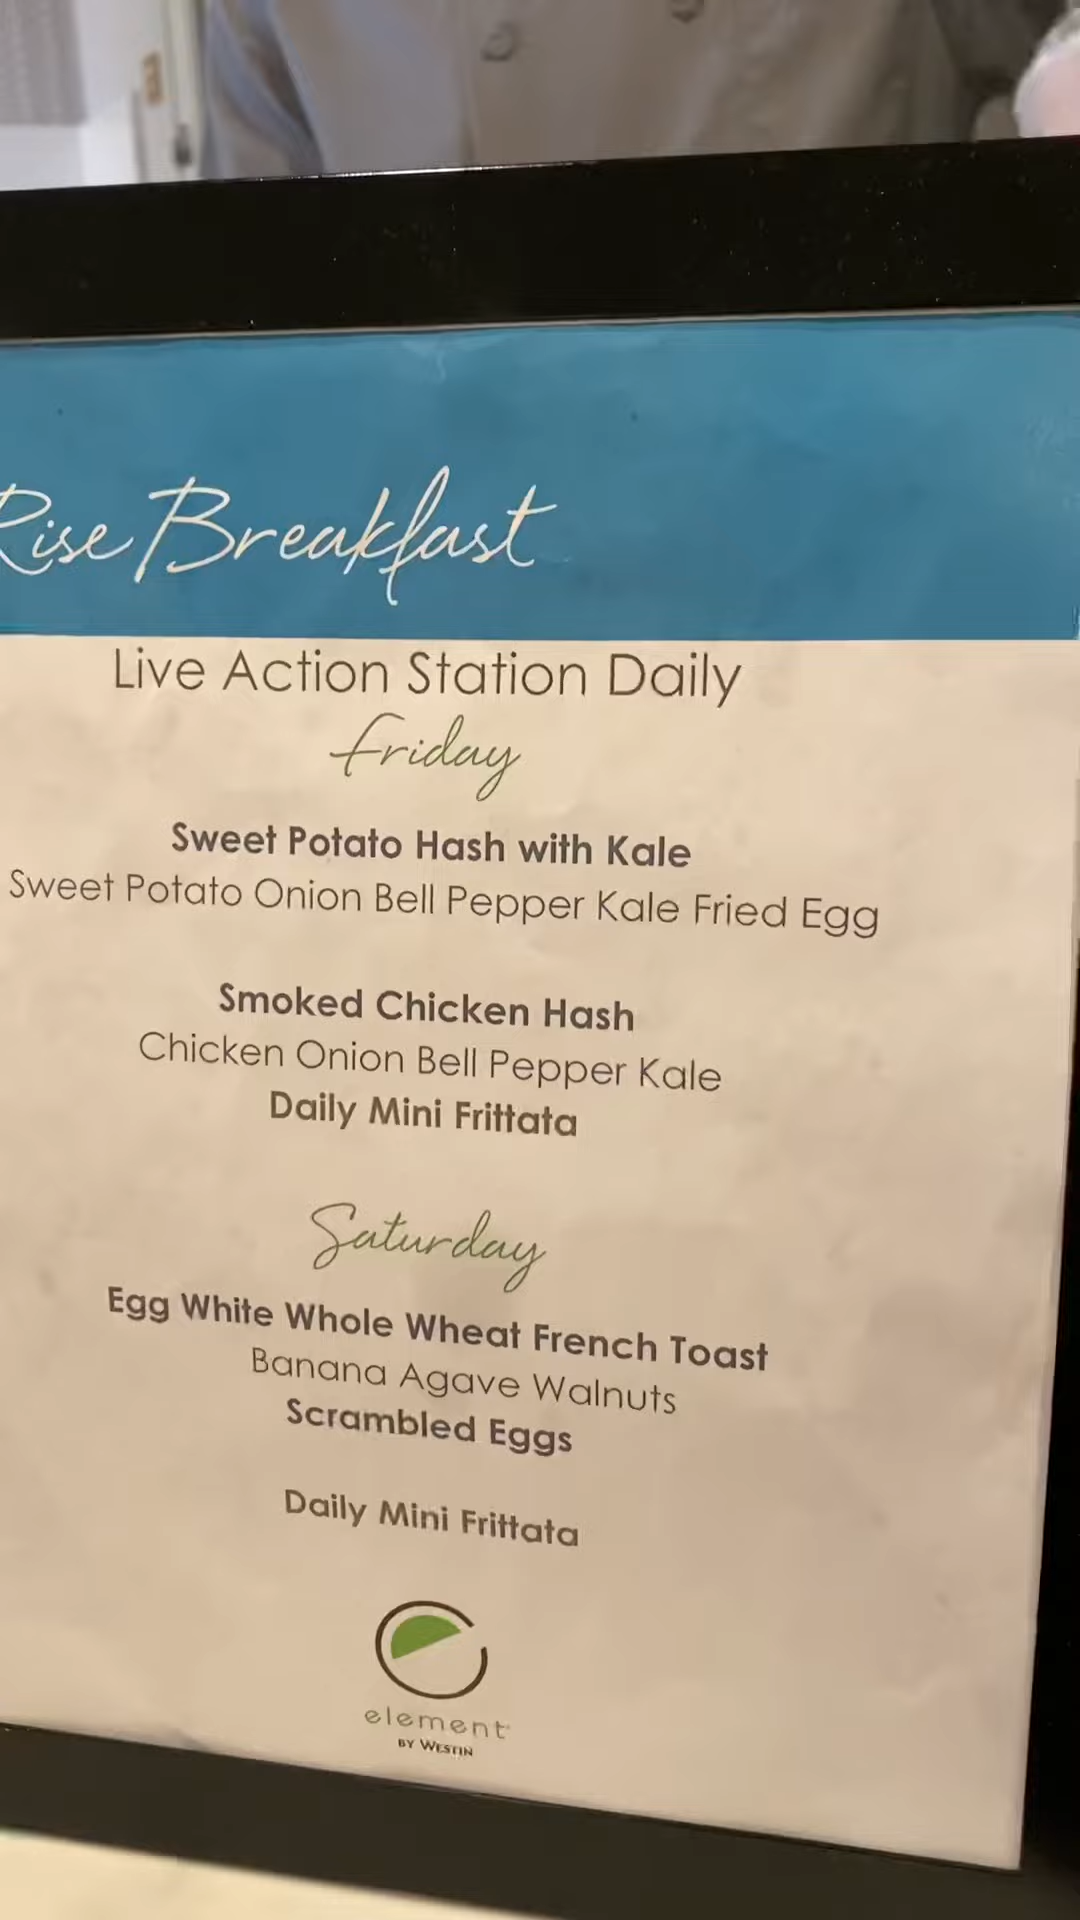 Rise Breakfast
Live Action Station Daily
Friday
Sweet Potato Hash with Kale
Sweet Potato Onion Bell Pepper Kale Fried Egg
Smoked Chicken Hash
Chicken Onion Bell Pepper Kale
Daily Mini Frittata
Saturday
Egg White Whole Wheat French Toast
Banana Agave Walnuts
Scrambled Eggs
Daily Mini Frittata
element
BY WESTIN